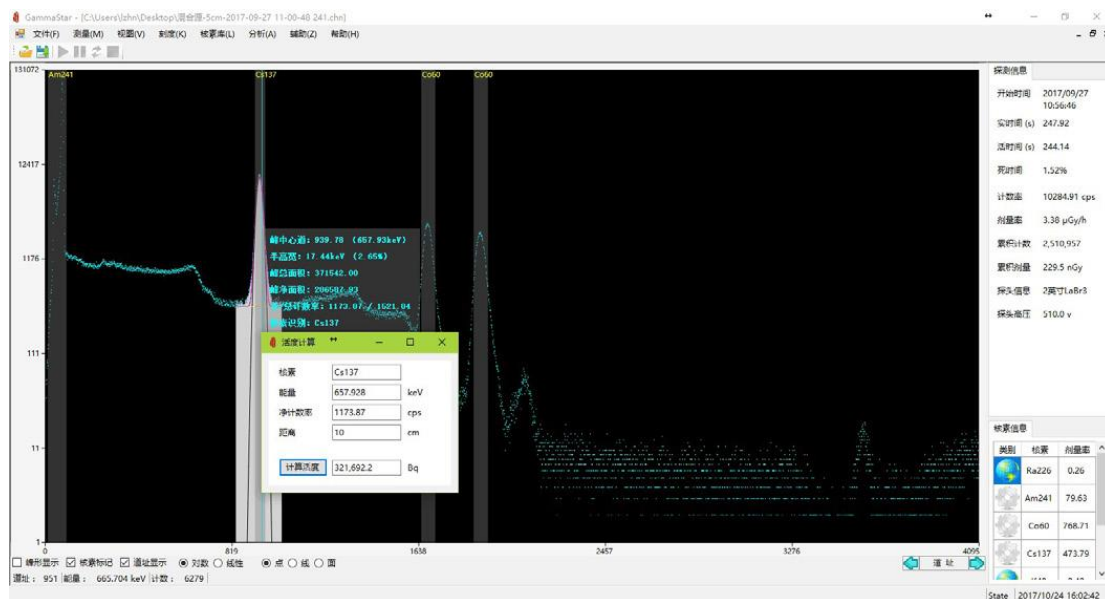 GammaStar - [C:\Users\lzhn\Desktop\混合源-5cm-2017-09-27 11-00-48 241.chn]
文件(F) 测量(M) 视图(V) 刻度(K) 核素库(L) 分析(A) 辅助(Z) 帮助(H)
131072
12417
1176
111
11
1
0 819 1638 2457 3276 4095
Am241 Cs137 Co60 Co60
峰中心道: 939.78 (657.93keV)
半高宽: 17.44keV (2.65%)
峰总面积: 371542.00
峰净面积: 286587.83
计数率: 1173.87 / 1521.84
识别: Cs137
活度计算
核素 Cs137
能量 657.928 keV
净计数率 1173.87 cps
距离 10 cm
计算活度 321,692.2 Bq
探测信息
开始时间 2017/09/27
10:56:46
实时间 (s) 247.92
活时间 (s) 244.14
死时间 1.52%
计数率 10284.91 cps
剂量率 3.38 μGy/h
累积计数 2,510,957
累积剂量 229.5 nGy
探头信息 2英寸LaBr3
探头高压 510.0 v
核素信息
类别 核素 剂量率
Ra226 0.26
Am241 79.63
Co60 768.71
Cs137 473.79
峰形显示 核素标记 道址显示 对数 线性 点 线 面 道址
道址: 951 能量: 665.704 keV 计数: 6279
State 2017/10/24 16:02:42